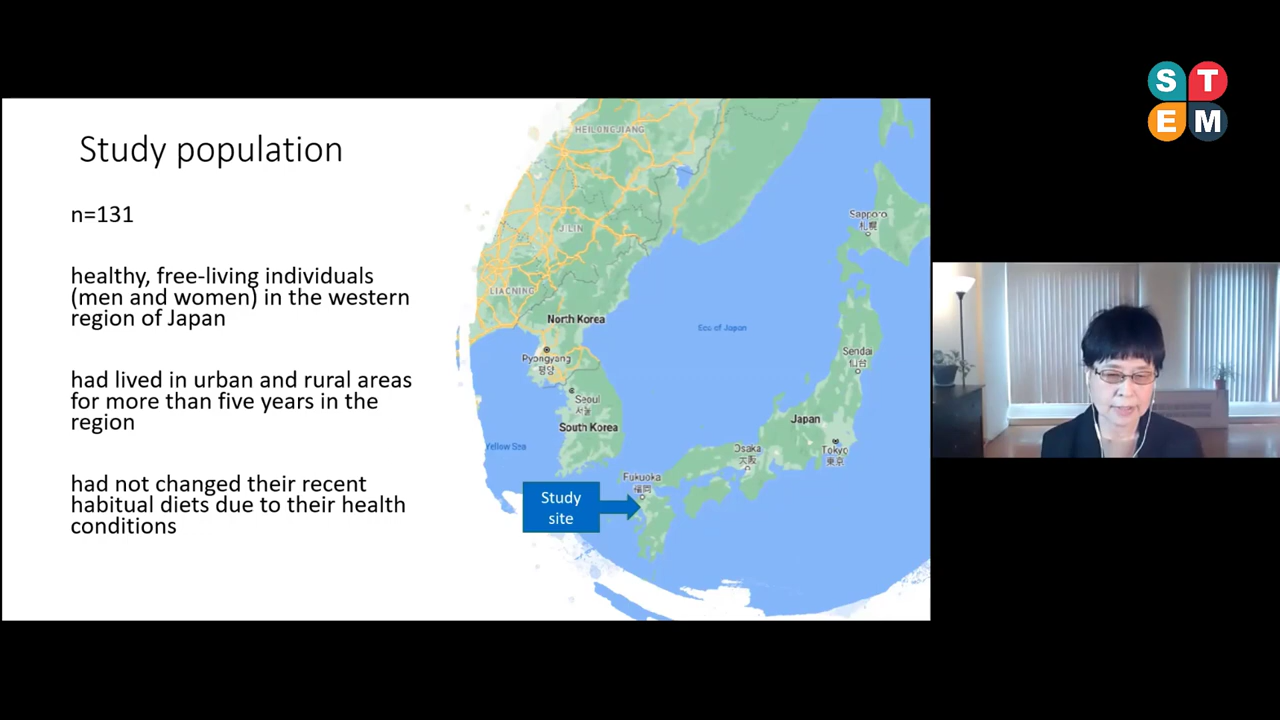 Study population
n=131
healthy, free-living individuals
(men and women) in the western
region of Japan
had lived in urban and rural areas
for more than five years in the
region
had not changed their recent
habitual diets due to their health
conditions
HEILONGJIANG
JILIN
LIAONING
North Korea
Pyongyang
평양
Seoul
서울
South Korea
Yellow Sea
Sea of Japan
Sapporo
札幌
Sendai
仙台
Japan
Tokyo
東京
Osaka
大阪
Fukuoka
福岡
Study
site
ST
EM